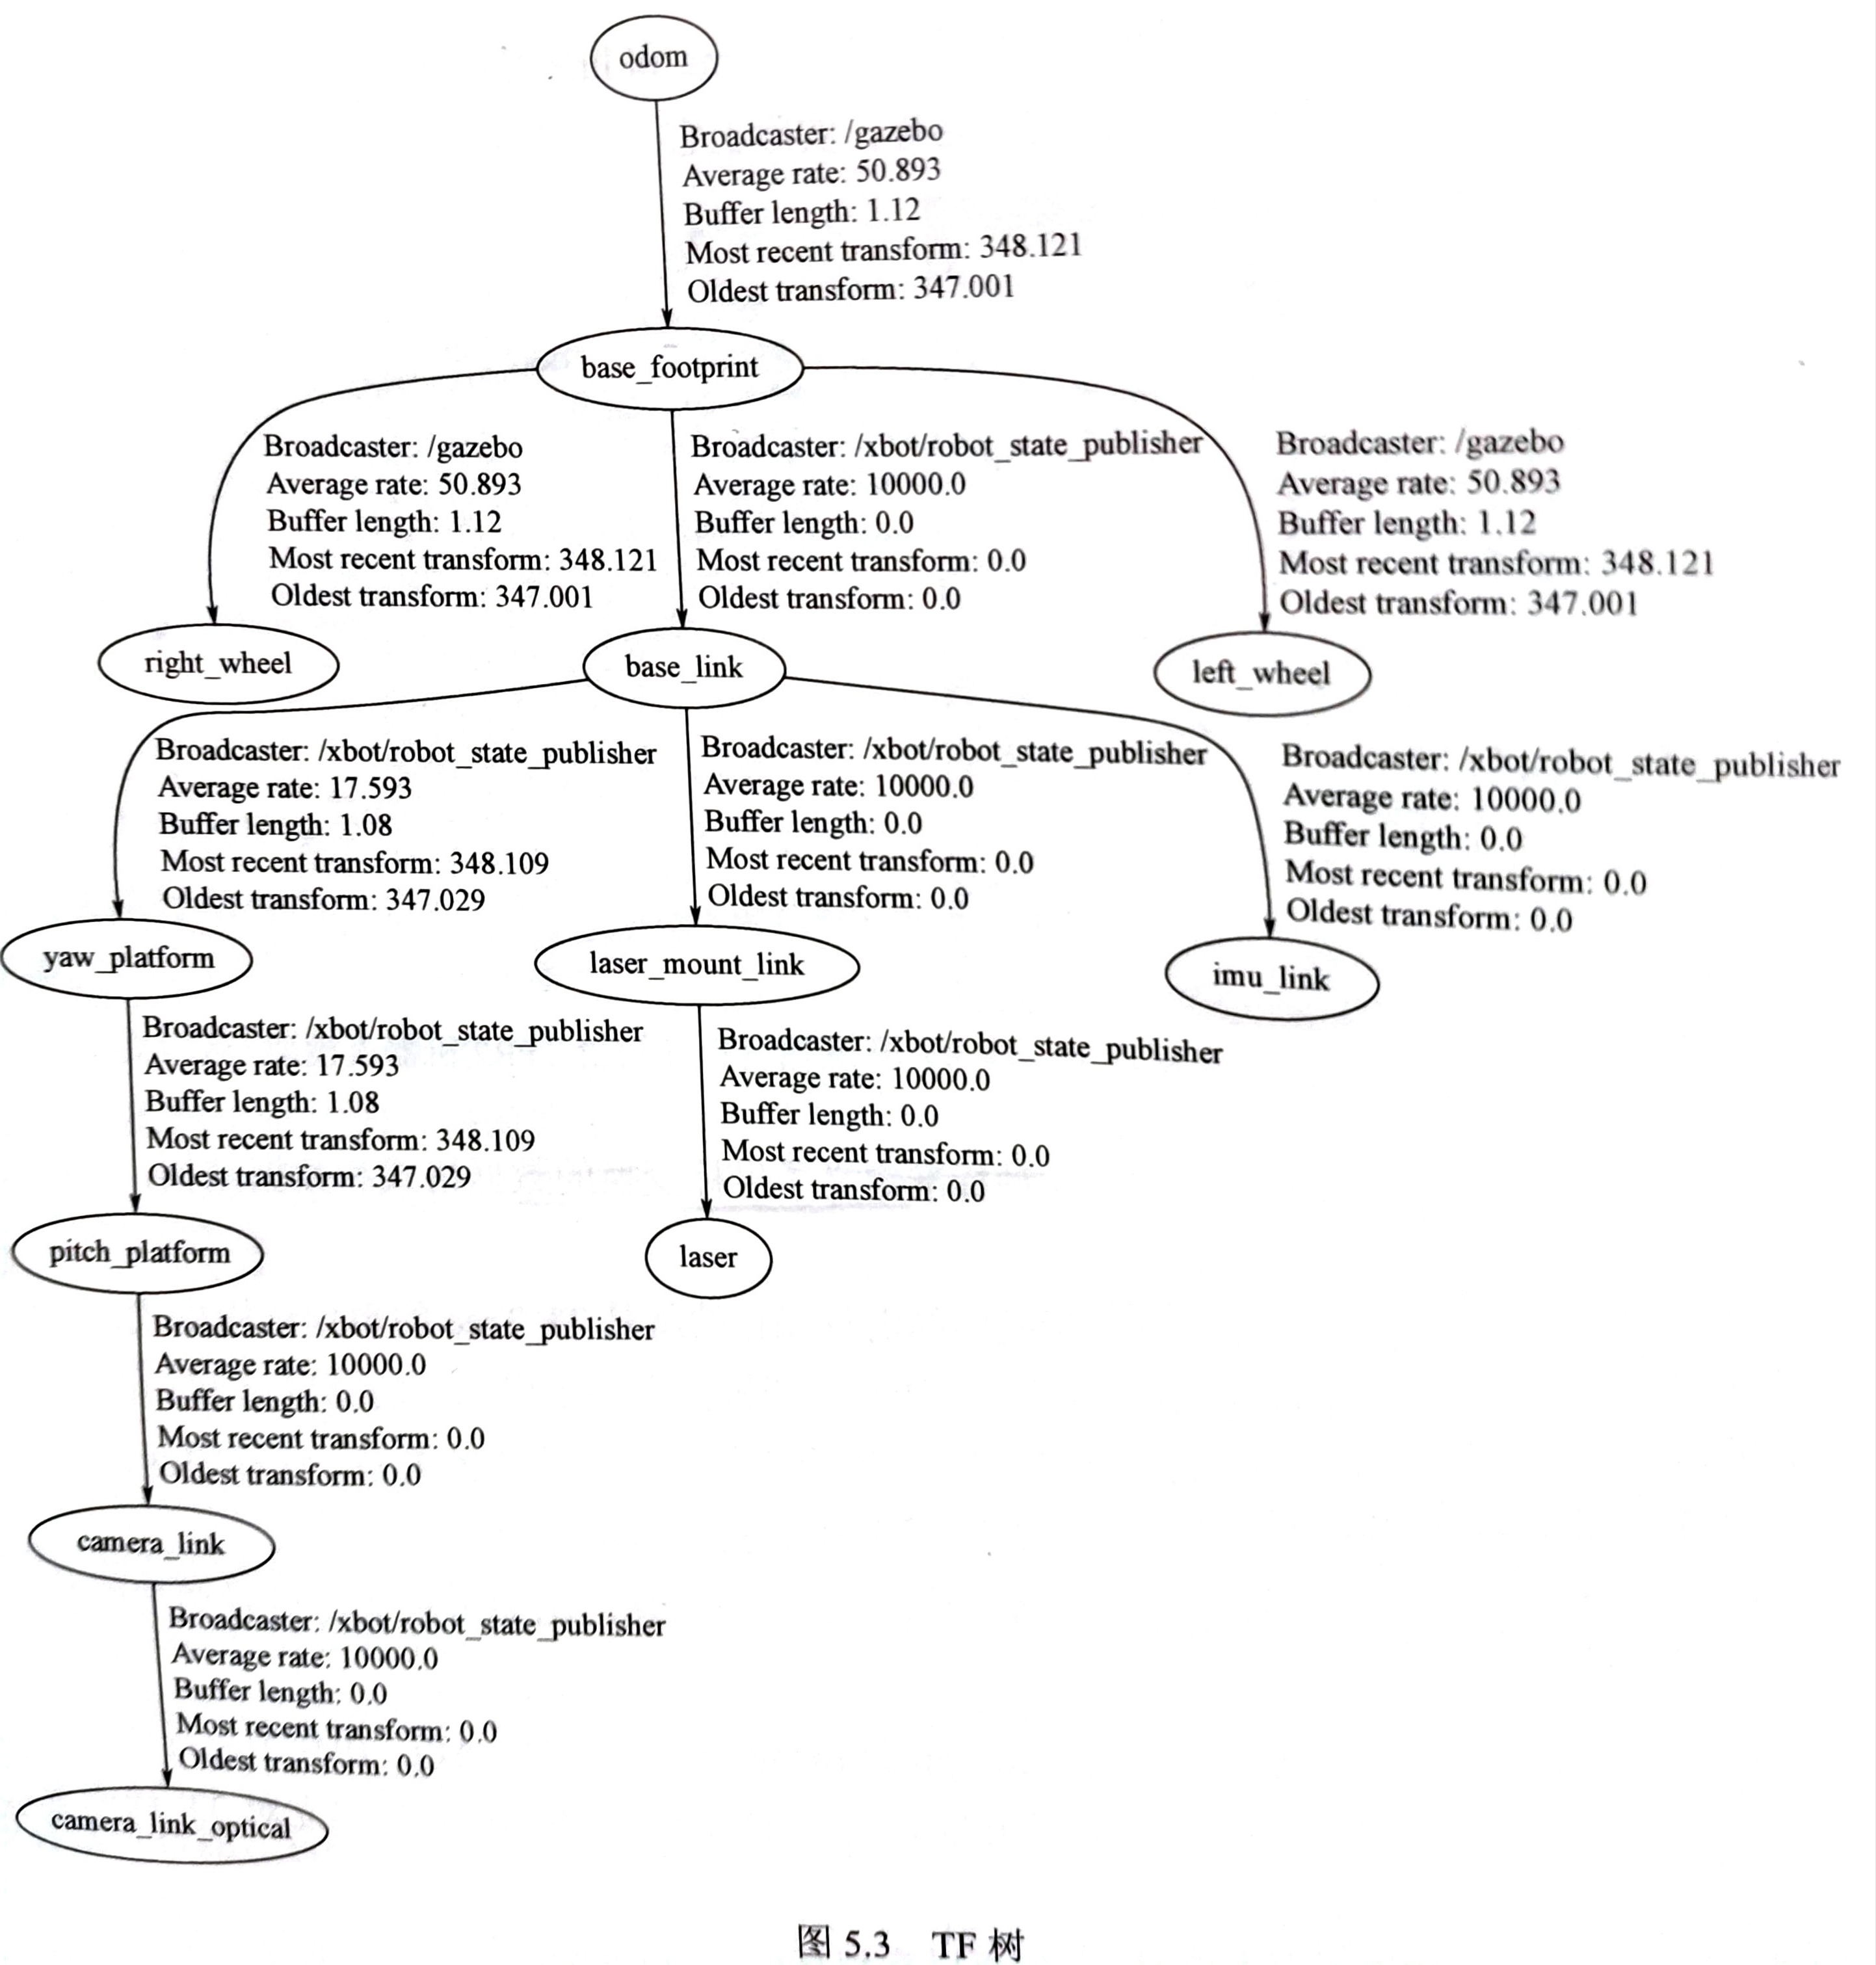 odom
Broadcaster: /gazebo
Average rate: 50.893
Buffer length: 1.12
Most recent transform: 348.121
Oldest transform: 347.001
base_footprint
Broadcaster: /gazebo
Average rate: 50.893
Buffer length: 1.12
Most recent transform: 348.121
Oldest transform: 347.001
Broadcaster: /xbot/robot_state_publisher
Average rate: 10000.0
Buffer length: 0.0
Most recent transform: 0.0
Oldest transform: 0.0
Broadcaster: /gazebo
Average rate: 50.893
Buffer length: 1.12
Most recent transform: 348.121
Oldest transform: 347.001
right_wheel
base_link
left_wheel
Broadcaster: /xbot/robot_state_publisher
Average rate: 17.593
Buffer length: 1.08
Most recent transform: 348.109
Oldest transform: 347.029
Broadcaster: /xbot/robot_state_publisher
Average rate: 10000.0
Buffer length: 0.0
Most recent transform: 0.0
Oldest transform: 0.0
Broadcaster: /xbot/robot_state_publisher
Average rate: 10000.0
Buffer length: 0.0
Most recent transform: 0.0
Oldest transform: 0.0
yaw_platform
laser_mount_link
imu_link
Broadcaster: /xbot/robot_state_publisher
Average rate: 17.593
Buffer length: 1.08
Most recent transform: 348.109
Oldest transform: 347.029
Broadcaster: /xbot/robot_state_publisher
Average rate: 10000.0
Buffer length: 0.0
Most recent transform: 0.0
Oldest transform: 0.0
pitch_platform
laser
Broadcaster: /xbot/robot_state_publisher
Average rate: 10000.0
Buffer length: 0.0
Most recent transform: 0.0
Oldest transform: 0.0
camera_link
Broadcaster: /xbot/robot_state_publisher
Average rate: 10000.0
Buffer length: 0.0
Most recent transform: 0.0
Oldest transform: 0.0
camera_link_optical
图 5.3 TF 树